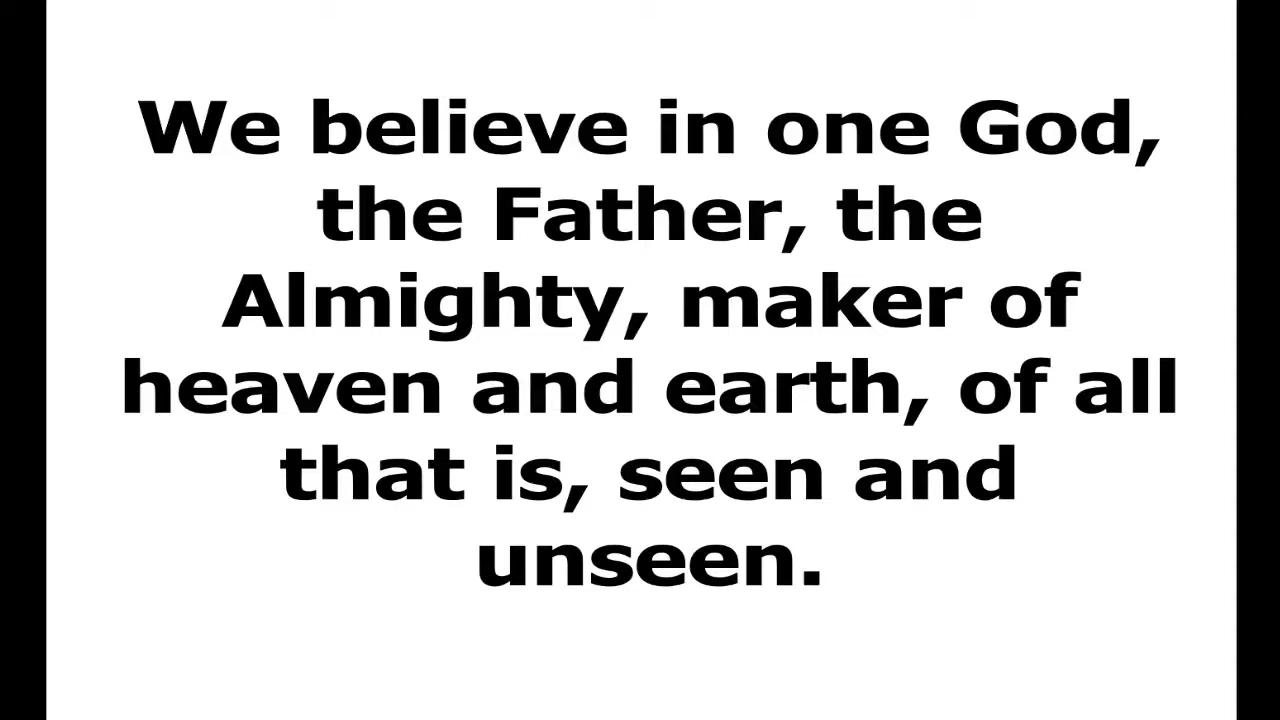 We believe in one God,
the Father, the
Almighty, maker of
heaven and earth, of all
that is, seen and
unseen.